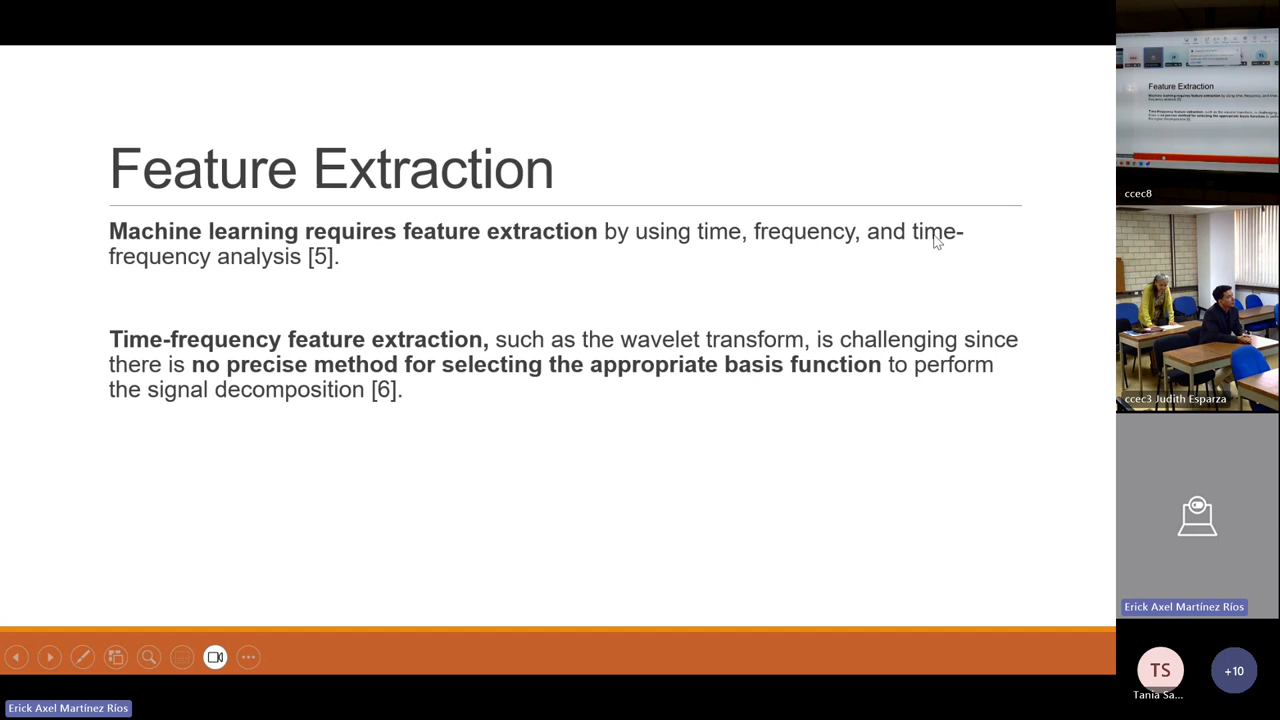 Feature Extraction
Machine learning requires feature extraction by using time, frequency, and time-
frequency analysis [5].
Time-frequency feature extraction, such as the wavelet transform, is challenging since
there is no precise method for selecting the appropriate basis function to perform
the signal decomposition [6].
Erick Axel Martínez Ríos
Feature Extraction
ccec8
ccec3 Judith Esparza
Erick Axel Martínez Ríos
TS
Tania Sa...
+10